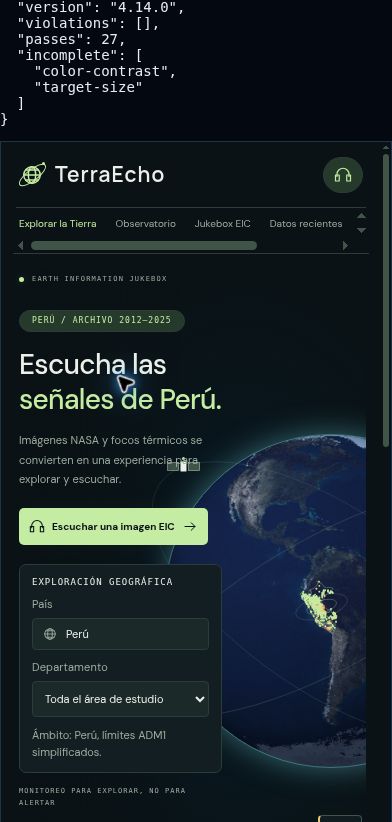 "version": "4.14.0",
"violations": [],
"passes": 27,
"incomplete": [
"color-contrast",
"target-size"
]
}
TerraEcho
Explorar la Tierra Observatorio Jukebox EIC Datos recientes
EARTH INFORMATION JUKEBOX
PERÚ / ARCHIVO 2012–2025
Escucha las
señales de Perú.
Imágenes NASA y focos térmicos se
convierten en una experiencia para
explorar y escuchar.
Escuchar una imagen EIC →
EXPLORACIÓN GEOGRÁFICA
País
Perú
Departamento
Toda el área de estudio
Ámbito: Perú, límites ADM1
simplificados.
MONITOREO PARA EXPLORAR, NO PARA
ALERTAR